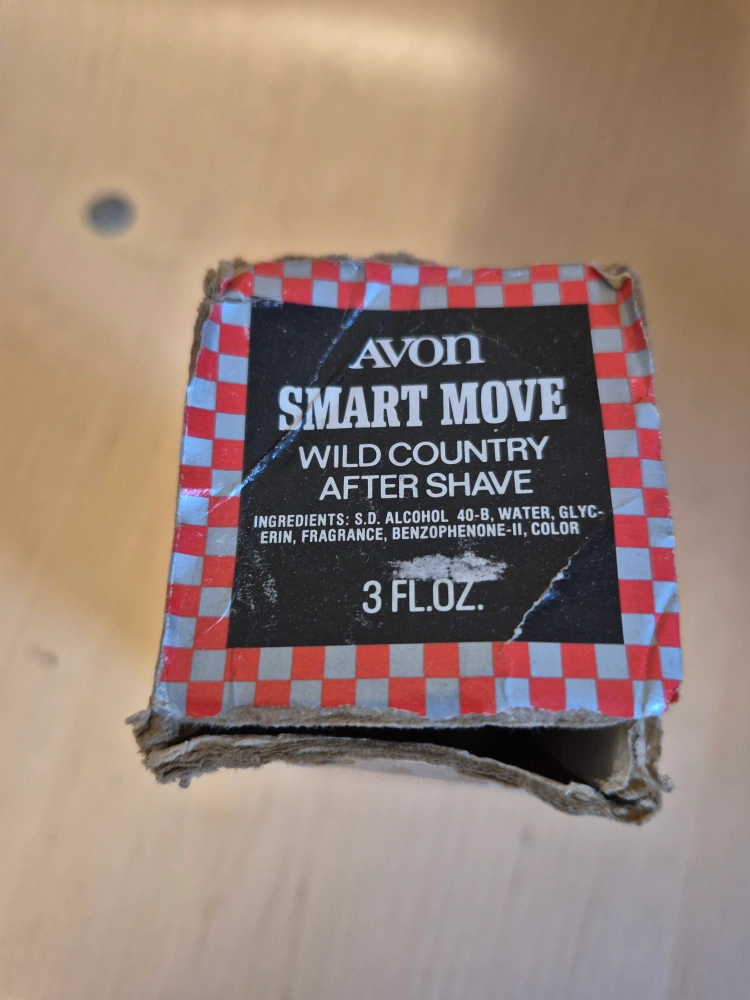 AVON
SMART MOVE
WILD COUNTRY
AFTER SHAVE
INGREDIENTS: S.D. ALCOHOL 40-B, WATER, GLYC-
ERIN, FRAGRANCE, BENZOPHENONE-II, COLOR
3 FL.OZ.